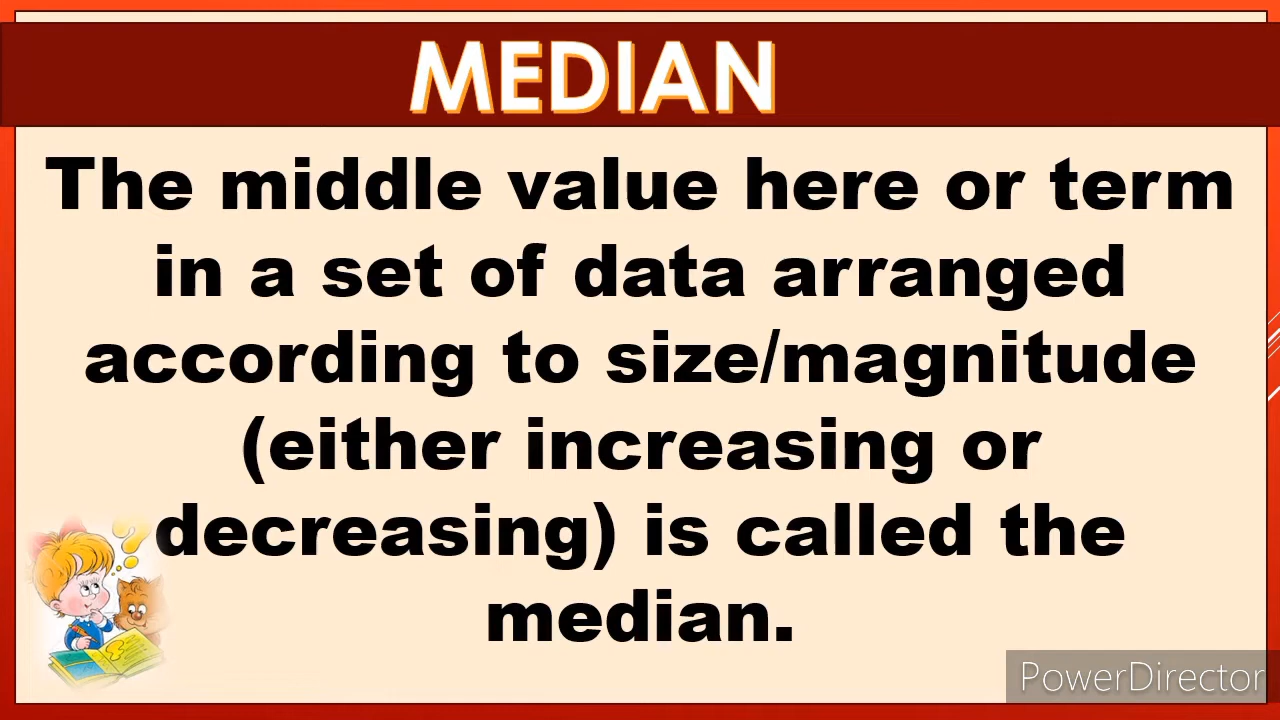 MEDIAN
The middle value here or term
in a set of data arranged
according to size/magnitude
(either increasing or
decreasing) is called the
median.
PowerDirector